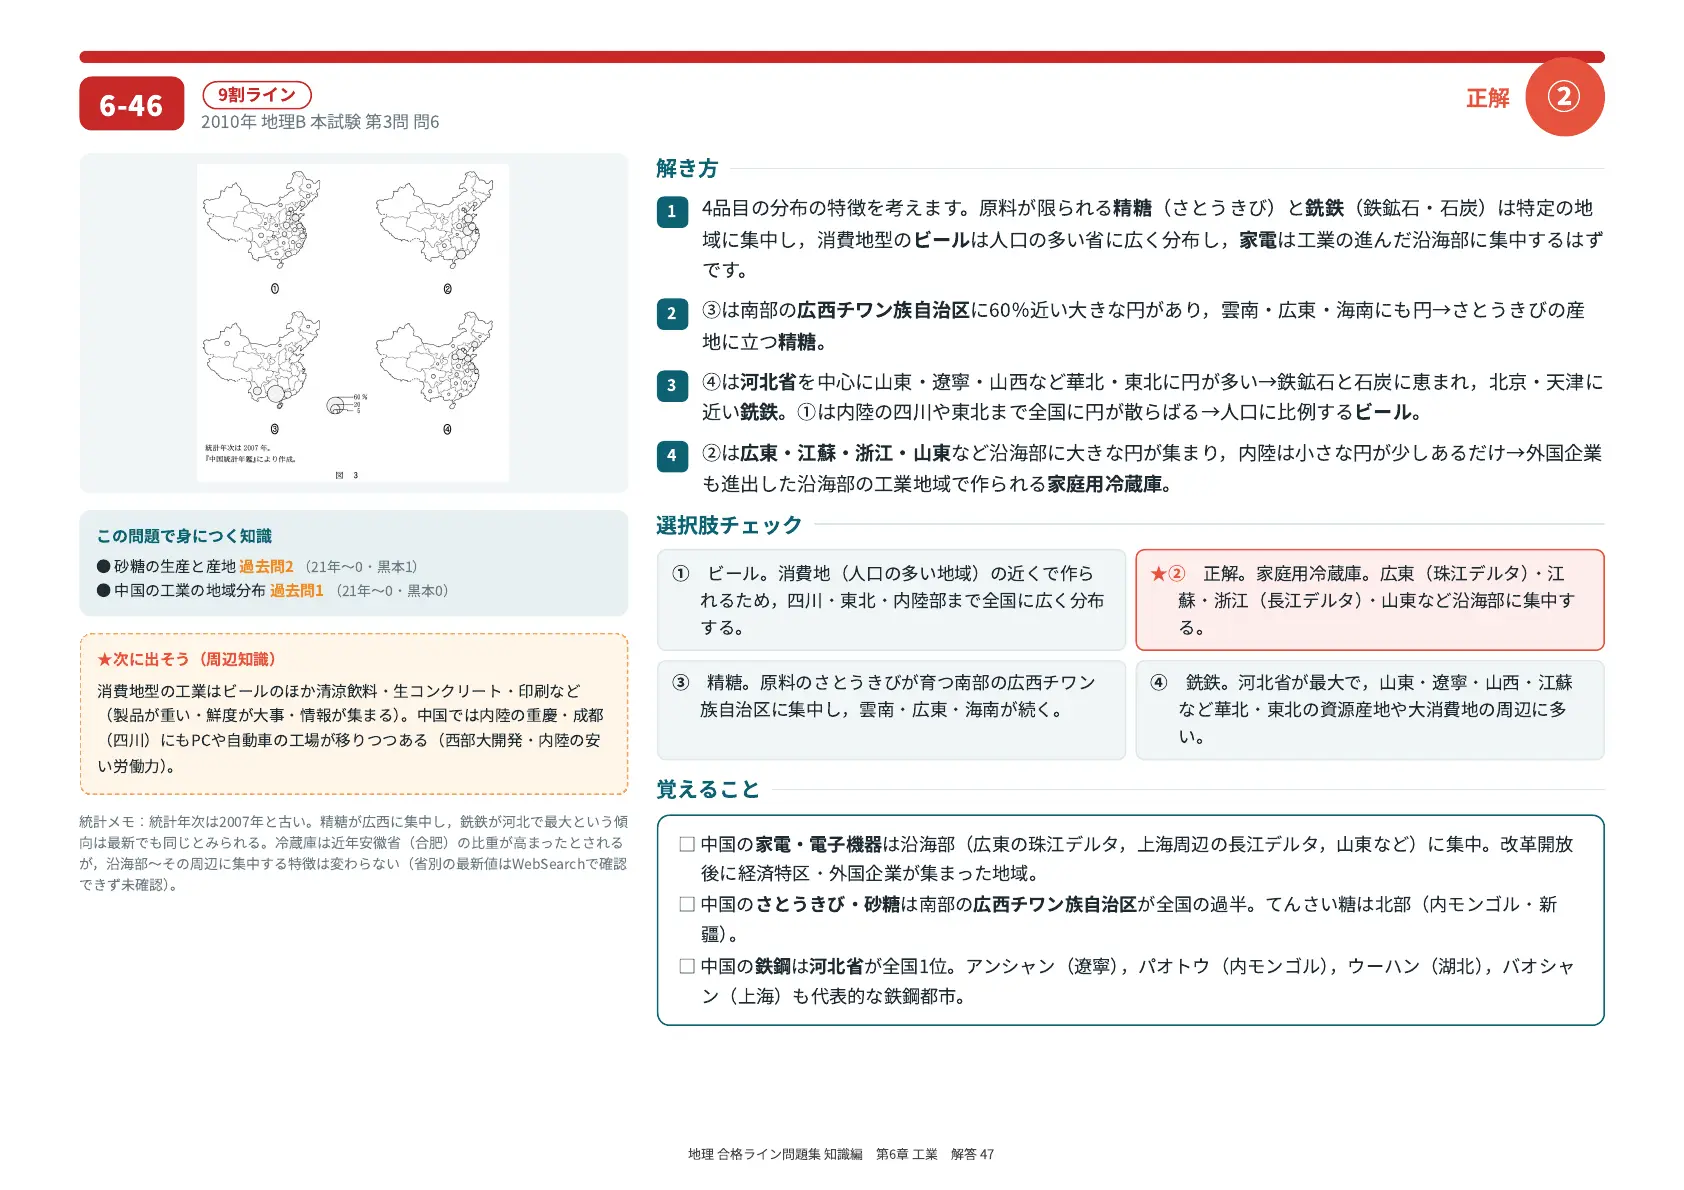 6-46
9割ライン
2010年 地理B 本試験 第3問 問6
正解 ②
①
②
60 %
20
5
③
④
統計年次は 2007 年。
『中国統計年鑑』により作成。
図 3
この問題で身につく知識
● 砂糖の生産と産地 過去問2 （21年〜0・黒本1）
● 中国の工業の地域分布 過去問1 （21年〜0・黒本0）
★次に出そう（周辺知識）
消費地型の工業はビールのほか清涼飲料・生コンクリート・印刷など
（製品が重い・鮮度が大事・情報が集まる）。中国では内陸の重慶・成都
（四川）にもPCや自動車の工場が移りつつある（西部大開発・内陸の安
い労働力）。
統計メモ：統計年次は2007年と古い。精糖が広西に集中し，銑鉄が河北で最大という傾
向は最新でも同じとみられる。冷蔵庫は近年安徽省（合肥）の比重が高まったとされる
が，沿海部〜その周辺に集中する特徴は変わらない（省別の最新値はWebSearchで確認
できず未確認）。
解き方
1 4品目の分布の特徴を考えます。原料が限られる精糖（さとうきび）と銑鉄（鉄鉱石・石炭）は特定の地
域に集中し，消費地型のビールは人口の多い省に広く分布し，家電は工業の進んだ沿海部に集中するはず
です。
2 ③は南部の広西チワン族自治区に60％近い大きな円があり，雲南・広東・海南にも円→さとうきびの産
地に立つ精糖。
3 ④は河北省を中心に山東・遼寧・山西など華北・東北に円が多い→鉄鉱石と石炭に恵まれ，北京・天津に
近い銑鉄。①は内陸の四川や東北まで全国に円が散らばる→人口に比例するビール。
4 ②は広東・江蘇・浙江・山東など沿海部に大きな円が集まり，内陸は小さな円が少しあるだけ→外国企業
も進出した沿海部の工業地域で作られる家庭用冷蔵庫。
選択肢チェック
① ビール。消費地（人口の多い地域）の近くで作ら
れるため，四川・東北・内陸部まで全国に広く分布
する。
★② 正解。家庭用冷蔵庫。広東（珠江デルタ）・江
蘇・浙江（長江デルタ）・山東など沿海部に集中す
る。
③ 精糖。原料のさとうきびが育つ南部の広西チワン
族自治区に集中し，雲南・広東・海南が続く。
④ 銑鉄。河北省が最大で，山東・遼寧・山西・江蘇
など華北・東北の資源産地や大消費地の周辺に多
い。
覚えること
□ 中国の家電・電子機器は沿海部（広東の珠江デルタ，上海周辺の長江デルタ，山東など）に集中。改革開放
後に経済特区・外国企業が集まった地域。
□ 中国のさとうきび・砂糖は南部の広西チワン族自治区が全国の過半。てんさい糖は北部（内モンゴル・新
疆）。
□ 中国の鉄鋼は河北省が全国1位。アンシャン（遼寧），パオトウ（内モンゴル），ウーハン（湖北），バオシャ
ン（上海）も代表的な鉄鋼都市。
地理 合格ライン問題集 知識編 第6章 工業 解答 47